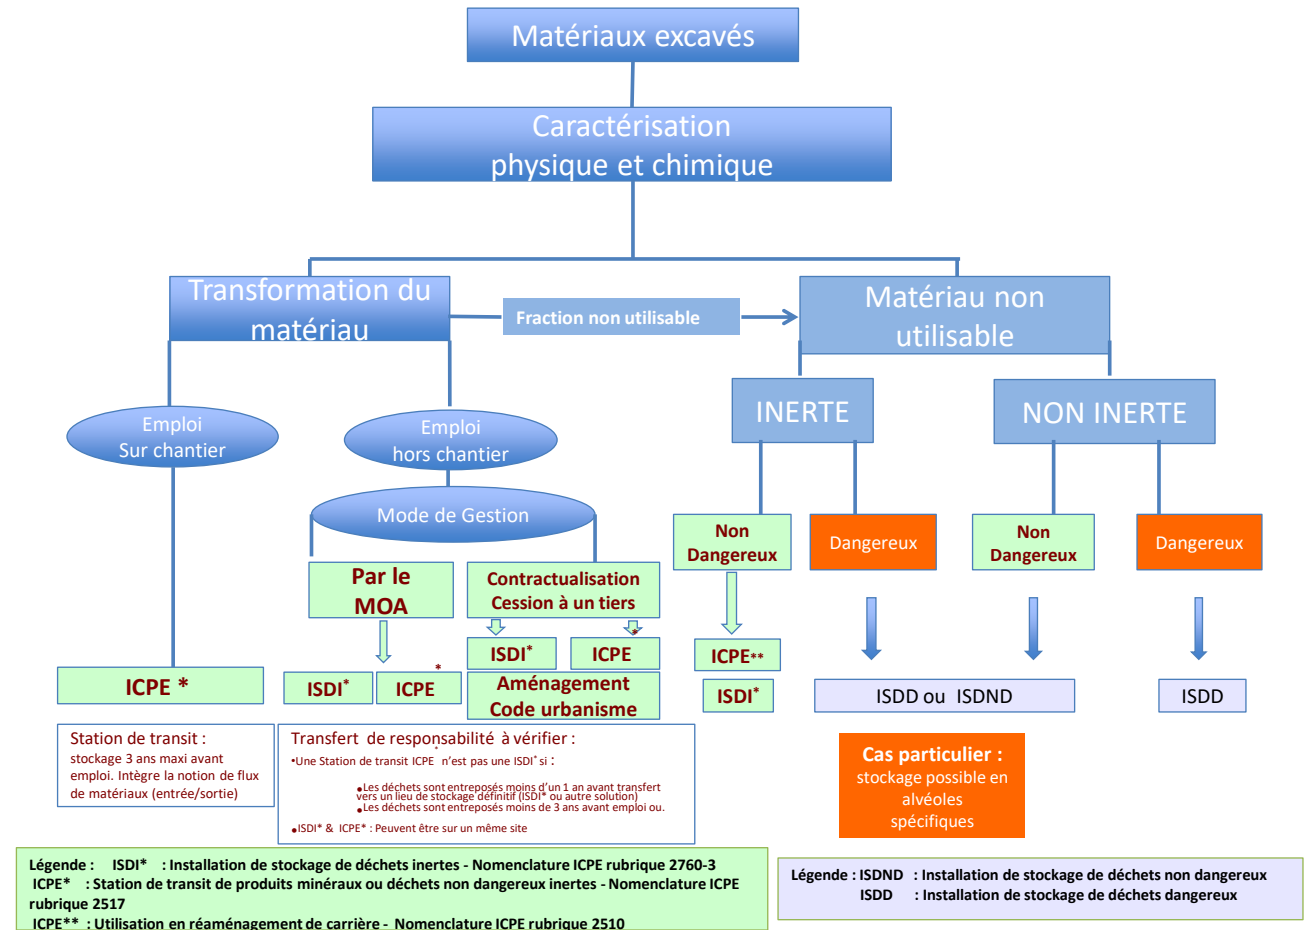 Matériaux excavés
Caractérisation
physique et chimique
Transformation du
matériau
Fraction non utilisable
Matériau non
utilisable
Emploi
Sur chantier
Emploi
hors chantier
INERTE
NON INERTE
Mode de Gestion
Non
Dangereux
Dangereux
Non
Dangereux
Dangereux
Par le
MOA
Contractualisation
Cession à un tiers
ISDI*
ICPE*
ICPE**
ICPE *
ISDI*
ICPE*
Aménagement
Code urbanisme
ISDI*
ISDD ou ISDND
ISDD
Station de transit :
stockage 3 ans maxi avant
emploi. Intègre la notion de flux
de matériaux (entrée/sortie)
Transfert de responsabilité à vérifier :
•Une Station de transit ICPE* n'est pas une ISDI* si :
•Les déchets sont entreposés moins d'un 1 an avant transfert
vers un lieu de stockage définitif (ISDI* ou autre solution)
•Les déchets sont entreposés moins de 3 ans avant emploi ou.
•ISDI* & ICPE* : Peuvent être sur un même site
Cas particulier :
stockage possible en
alvéoles
spécifiques
Légende : ISDI* : Installation de stockage de déchets inertes - Nomenclature ICPE rubrique 2760-3
ICPE* : Station de transit de produits minéraux ou déchets non dangereux inertes - Nomenclature ICPE
rubrique 2517
ICPE** : Utilisation en réaménagement de carrière - Nomenclature ICPE rubrique 2510
Légende : ISDND : Installation de stockage de déchets non dangereux
ISDD : Installation de stockage de déchets dangereux